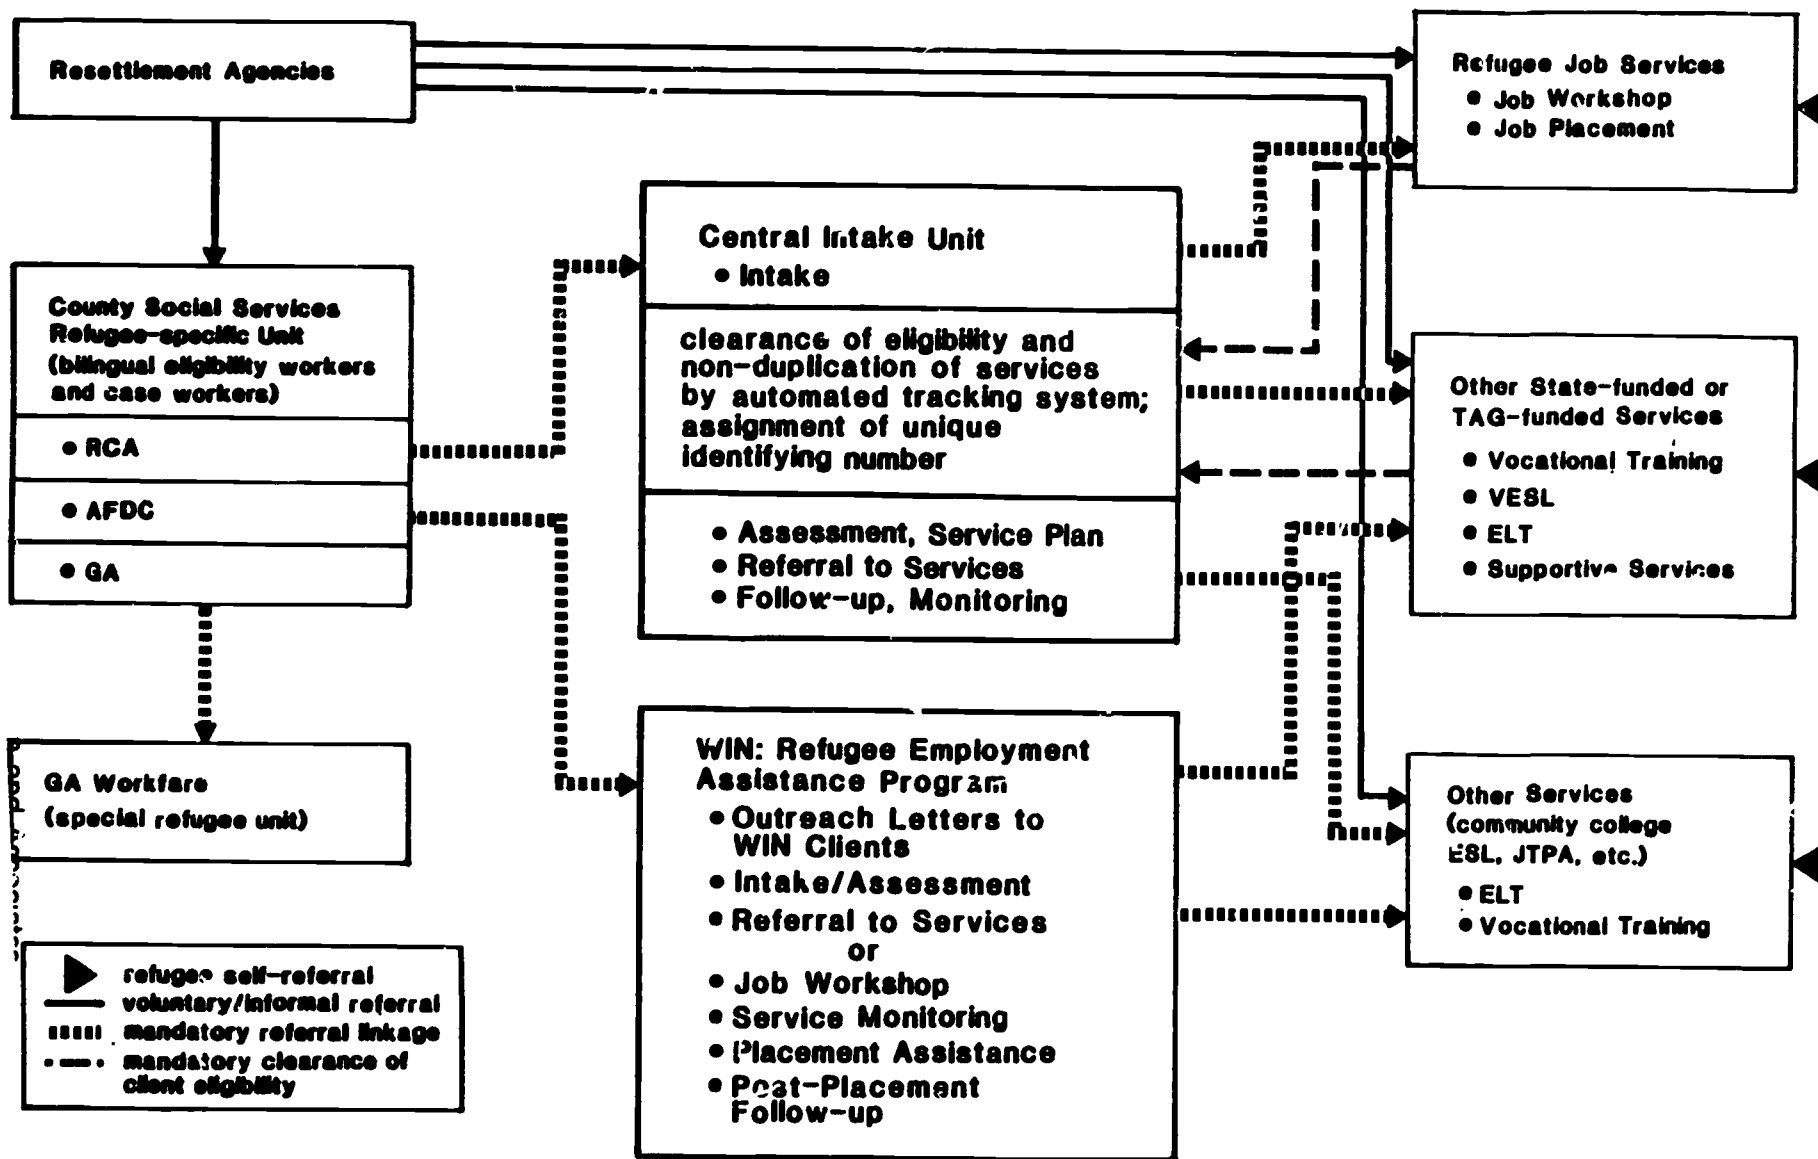 Resettlement Agencies
County Social Services
Refugee-specific Unit
(bilingual eligibility workers
and case workers)
• RCA
• AFDC
• GA
GA Workfare
(special refugee unit)
refugee self-referral
voluntary/informal referral
mandatory referral linkage
mandatory clearance of
client eligibility
Central Intake Unit
• Intake
clearance of eligibility and
non-duplication of services
by automated tracking system;
assignment of unique
identifying number
• Assessment, Service Plan
• Referral to Services
• Follow-up, Monitoring
WIN: Refugee Employment
Assistance Program
• Outreach Letters to
WIN Clients
• Intake/Assessment
• Referral to Services
or
• Job Workshop
• Service Monitoring
• Placement Assistance
• Post-Placement
Follow-up
Refugee Job Services
• Job Workshop
• Job Placement
Other State-funded or
TAG-funded Services
• Vocational Training
• VESL
• ELT
• Supportive Services
Other Services
(community college
ESL, JTPA, etc.)
• ELT
• Vocational Training